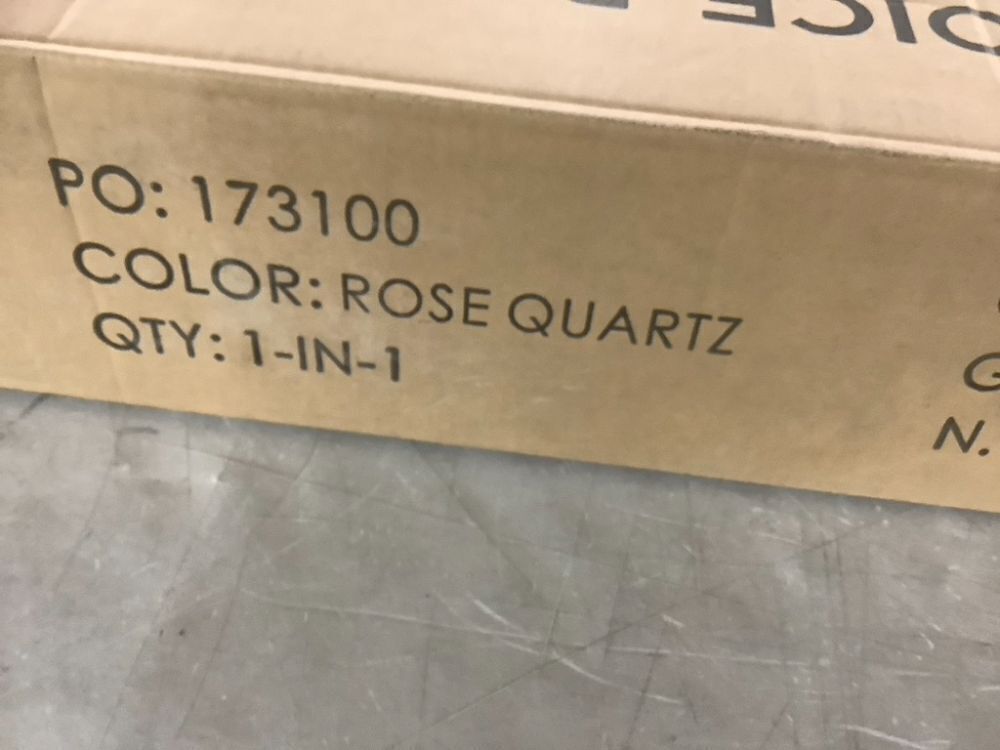 PO: 173100
COLOR: ROSE QUARTZ
QTY: 1-IN-1
N.